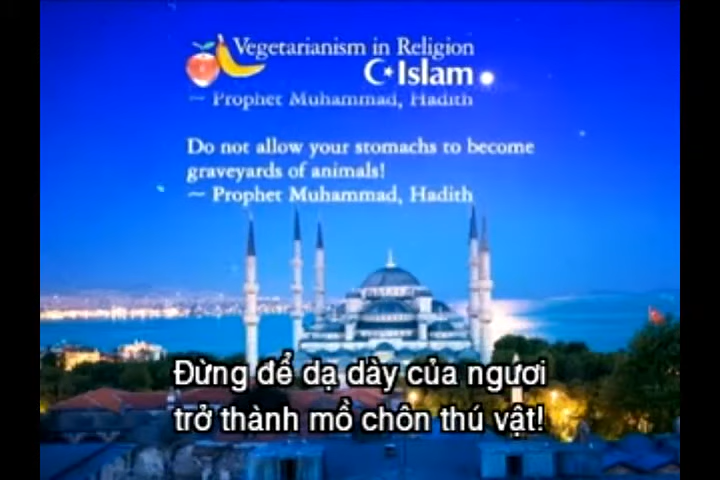 Vegetarianism in Religion
Islam
~ Prophet Muhammad, Hadith
Do not allow your stomachs to become
graveyards of animals!
~ Prophet Muhammad, Hadith
Đừng để dạ dày của ngươi
trở thành mồ chôn thú vật!